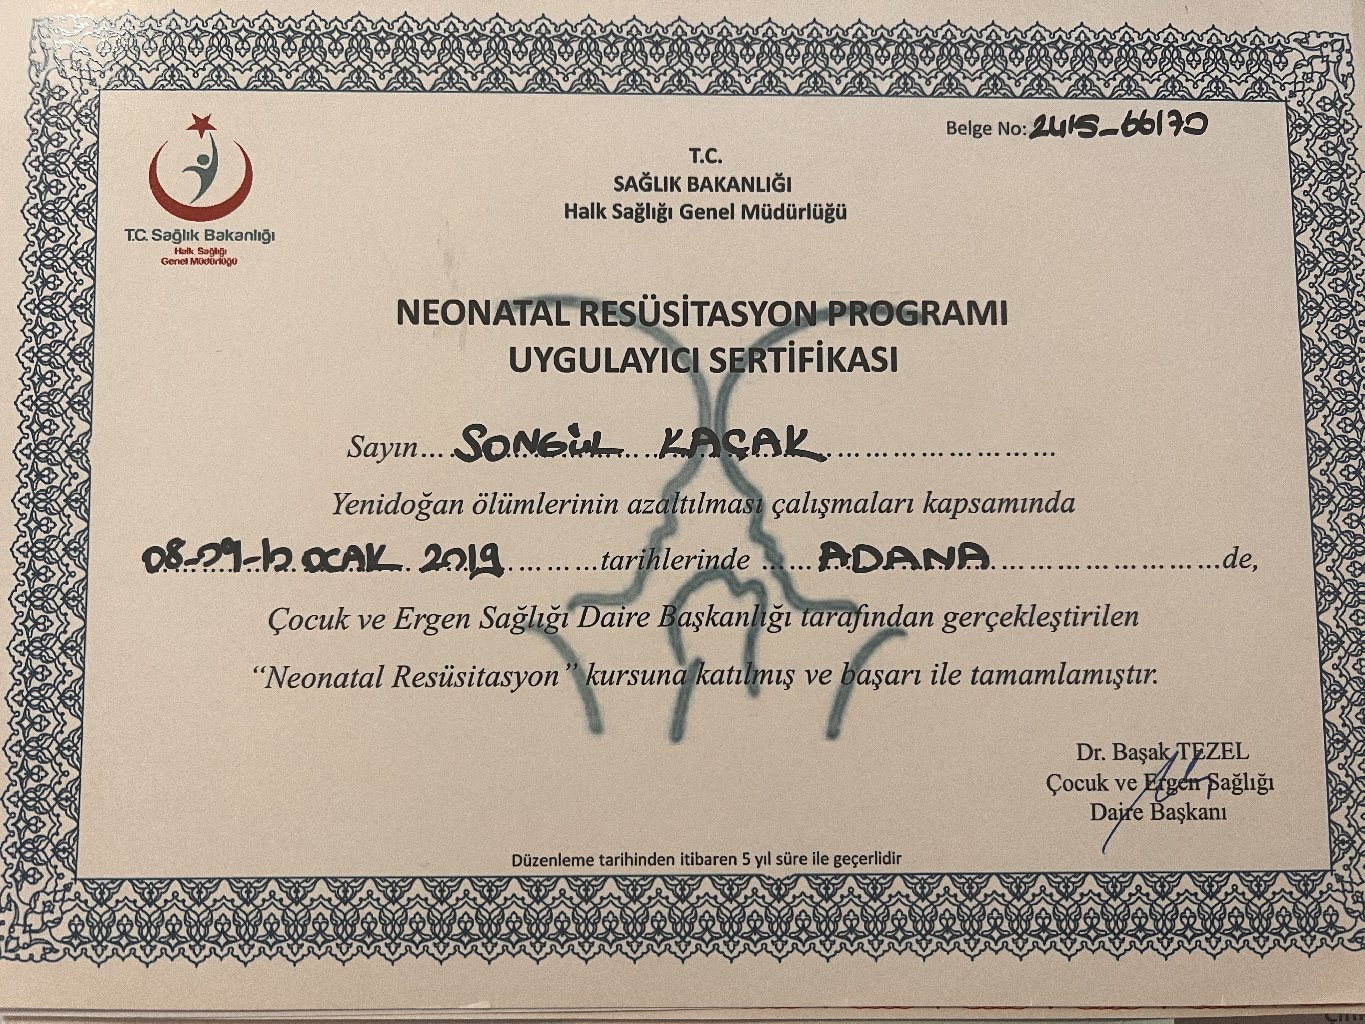 Belge No: 2415-66170
T.C.
SAĞLIK BAKANLIĞI
Halk Sağlığı Genel Müdürlüğü
T.C. Sağlık Bakanlığı
Halk Sağlığı
Genel Müdürlüğü
NEONATAL RESÜSİTASYON PROGRAMI
UYGULAYICI SERTİFİKASI
Sayın... SONGÜL KAÇAK ........................
Yenidoğan ölümlerinin azaltılması çalışmaları kapsamında
08-09-10 OCAK 2019 .........tarihlerinde ......ADANA..............................de,
Çocuk ve Ergen Sağlığı Daire Başkanlığı tarafından gerçekleştirilen
“Neonatal Resüsitasyon” kursuna katılmış ve başarı ile tamamlamıştır.
Dr. Başak TEZEL
Çocuk ve Ergen Sağlığı
Daire Başkanı
Düzenleme tarihinden itibaren 5 yıl süre ile geçerlidir